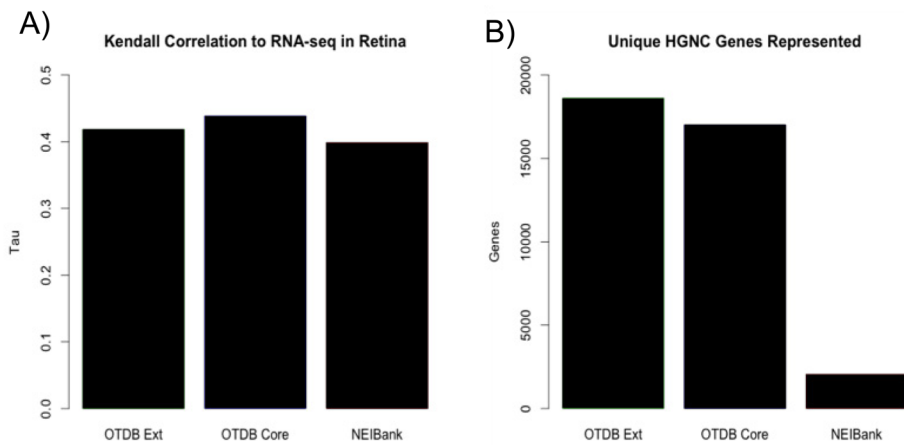 A)
Kendall Correlation to RNA-seq in Retina
Tau
0.5
0.4
0.3
0.2
0.1
0.0
OTDB Ext
OTDB Core
NEIBank
B)
Unique HGNC Genes Represented
Genes
20000
15000
10000
5000
0
OTDB Ext
OTDB Core
NEIBank